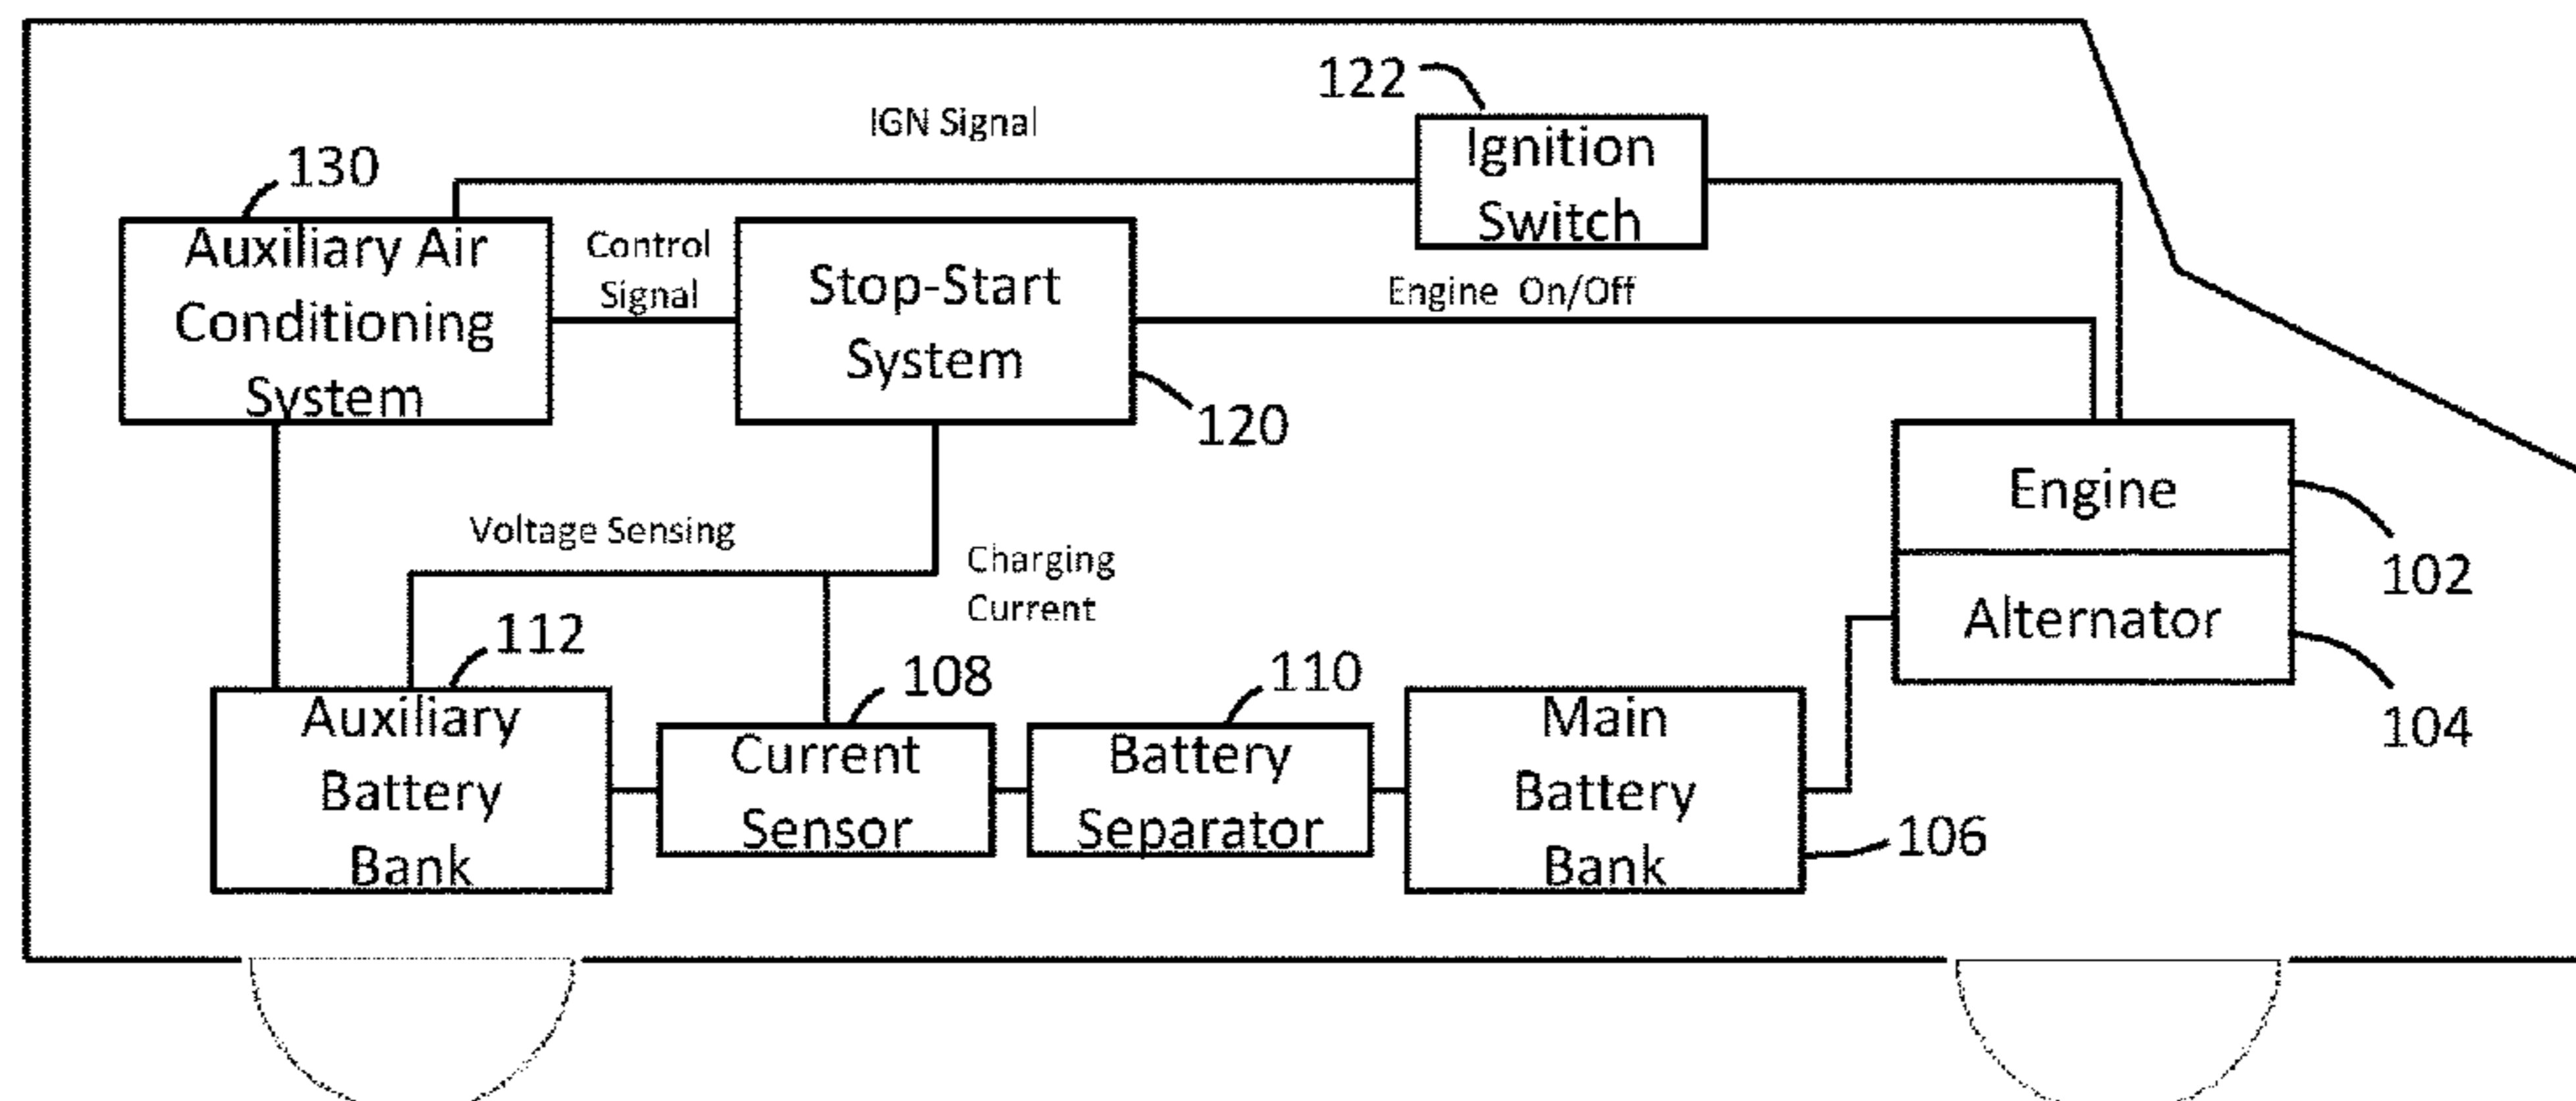 122
IGN Signal
Ignition
Switch
130
Auxiliary Air
Conditioning
System
Control
Signal
Stop-Start
System
Engine On/Off
120
Engine
102
Voltage Sensing
Charging
Current
Alternator
104
112
108
110
Auxiliary
Battery
Bank
Current
Sensor
Battery
Separator
Main
Battery
Bank
106